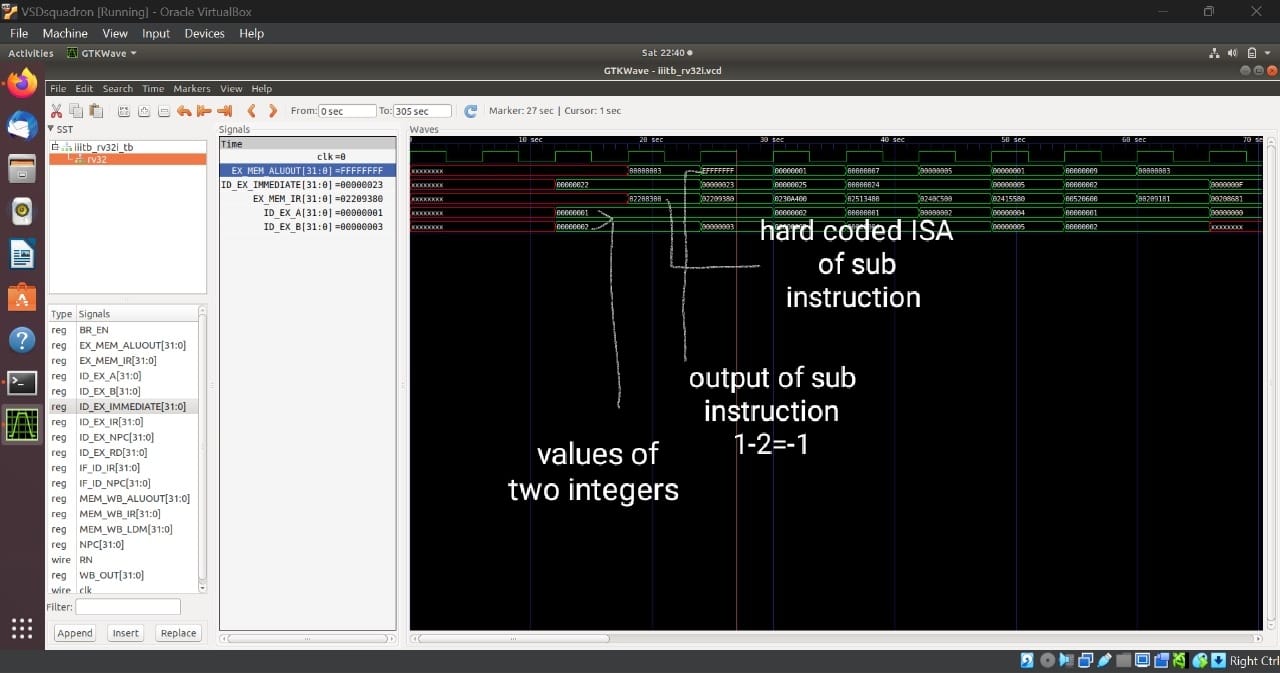 VSDsquadron [Running] - Oracle VirtualBox
File Machine View Input Devices Help
Activities GTKWave Sat 22:40
GTKWave - iiitb_rv32i.vcd
File Edit Search Time Markers View Help
From: 0 sec To: 305 sec Marker: 27 sec | Cursor: 1 sec
SST
iiitb_rv32i_tb
rv32
Type Signals
reg BR_EN
reg EX_MEM_ALUOUT[31:0]
reg EX_MEM_IR[31:0]
reg ID_EX_A[31:0]
reg ID_EX_B[31:0]
reg ID_EX_IMMEDIATE[31:0]
reg ID_EX_IR[31:0]
reg ID_EX_NPC[31:0]
reg ID_EX_RD[31:0]
reg IF_ID_IR[31:0]
reg IF_ID_NPC[31:0]
reg MEM_WB_ALUOUT[31:0]
reg MEM_WB_IR[31:0]
reg MEM_WB_LDM[31:0]
reg NPC[31:0]
wire RN
reg WB_OUT[31:0]
wire clk
Filter:
Append Insert Replace
Signals
Time
clk=0
EX_MEM_ALUOUT[31:0]=FFFFFFFF
ID_EX_IMMEDIATE[31:0]=00000023
EX_MEM_IR[31:0]=02209380
ID_EX_A[31:0]=00000001
ID_EX_B[31:0]=00000003
Waves
10 sec 20 sec 30 sec 40 sec 50 sec 60 sec 70 se
xxxxxxxx 00000003 FFFFFFFF 00000001 00000007 00000005 00000001 00000009 00000003
xxxxxxxx 00000022 00000023 00000025 00000024 00000005 00000002 0000000F
xxxxxxxx 02208300 02209380 0230A400 02513480 0240C500 02415580 00520600 00209181 00208681
xxxxxxxx 00000001 00000002 00000001 00000002 00000004 00000001 00000000
xxxxxxxx 00000002 00000003 00000005 00000002 xxxxxxxx
hard coded ISA
of sub
instruction
output of sub
instruction
1-2=-1
values of
two integers
Right Ctrl